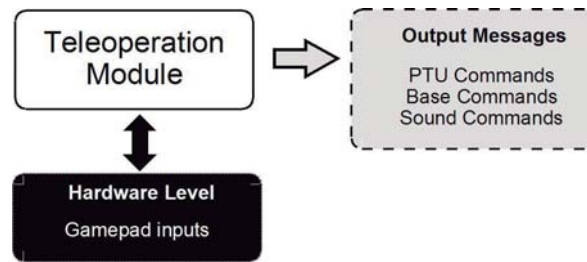 Teleoperation
Module
Output Messages
PTU Commands
Base Commands
Sound Commands
Hardware Level
Gamepad inputs